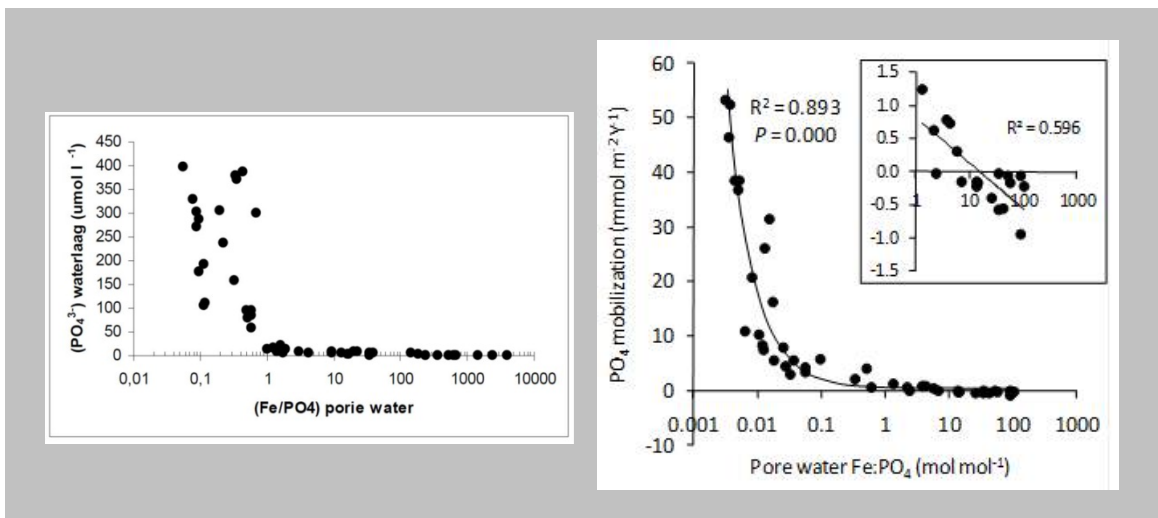 450
400
350
300
250
200
150
100
50
0
(PO₄³⁻) waterlaag (umol l ⁻¹)
0,01 0,1 1 10 100 1000 10000
(Fe/PO4) porie water
60
50
40
30
20
10
0
-10
PO₄ mobilization (mmol m⁻² Y⁻¹)
R² = 0.893
P = 0.000
0.001 0.01 0.1 1 10 100 1000
Pore water Fe:PO₄ (mol mol⁻¹)
1.5
1.0
0.5
0.0
-0.5
-1.0
-1.5
R² = 0.596
1 10 100 1000